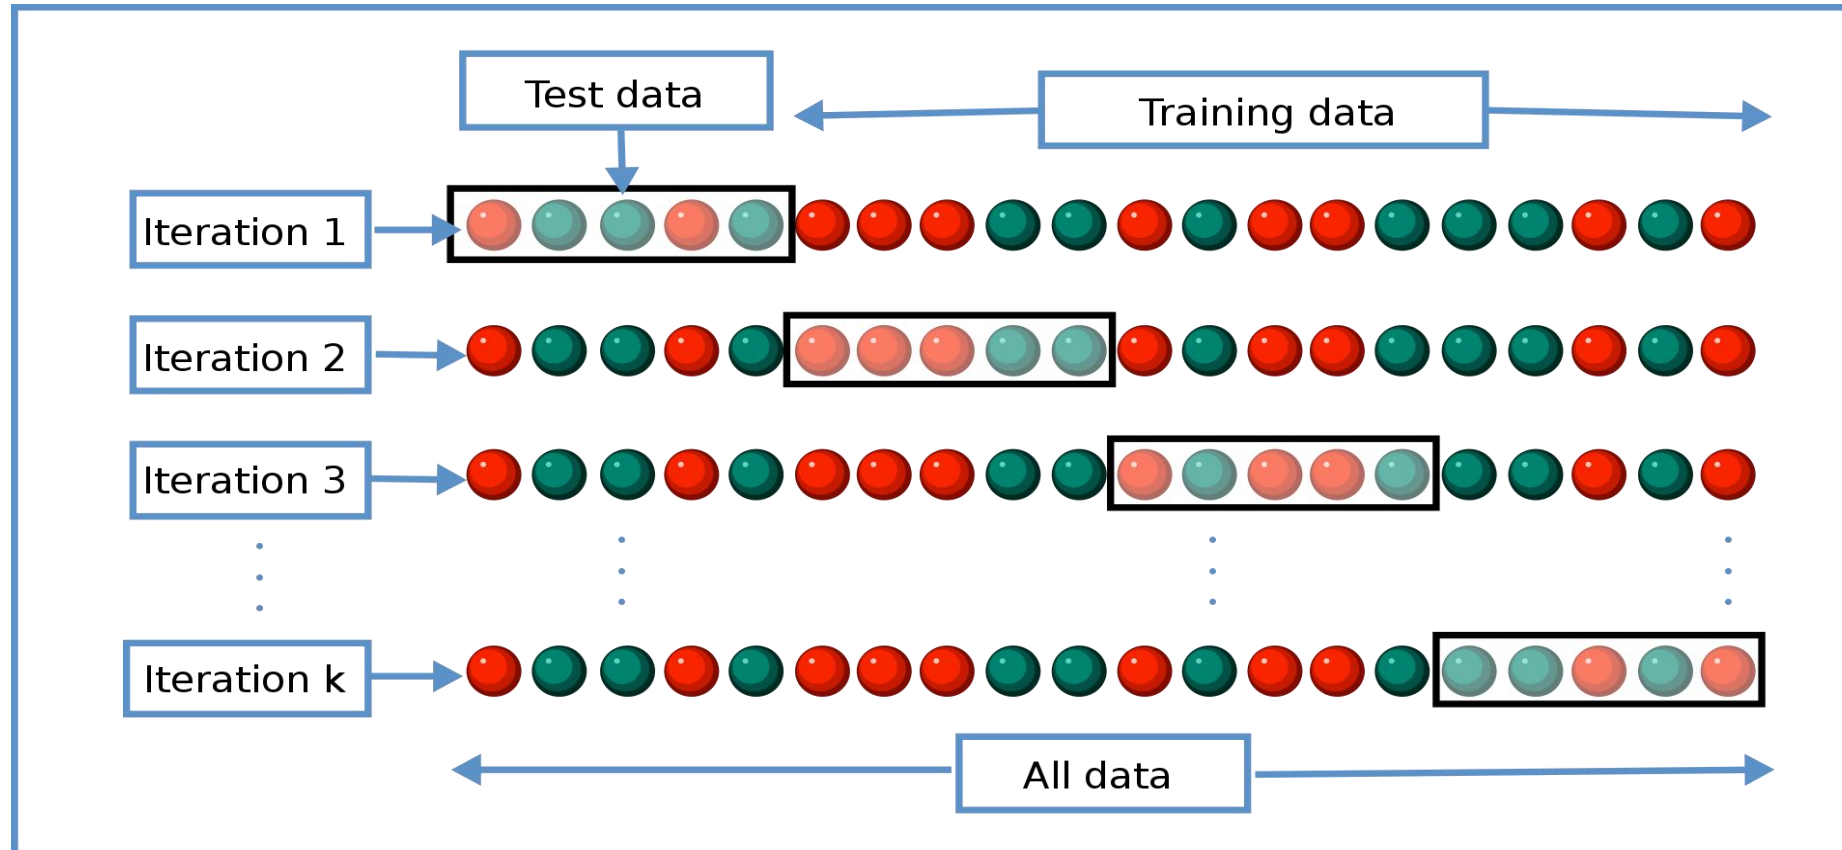 Test data
Training data
Iteration 1
Iteration 2
Iteration 3
Iteration k
All data